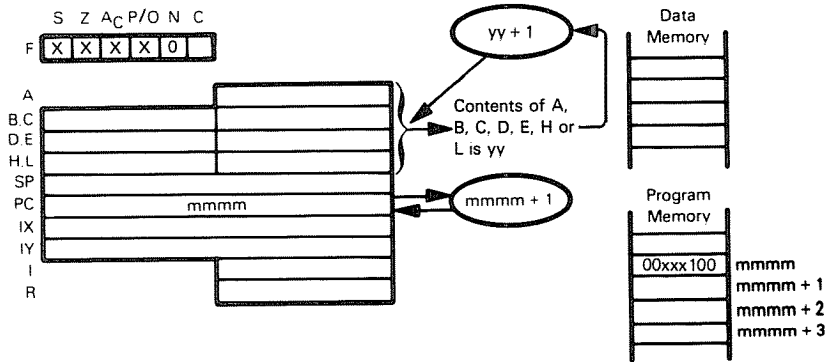 S Z AC P/O N C
F X X X X 0
A
B.C
D.E
H.L
SP
PC mmmm
IX
IY
I
R
yy + 1
Contents of A,
B, C, D, E, H or
L is yy
mmmm + 1
Data
Memory
Program
Memory
00xxx100 mmmm
mmmm + 1
mmmm + 2
mmmm + 3